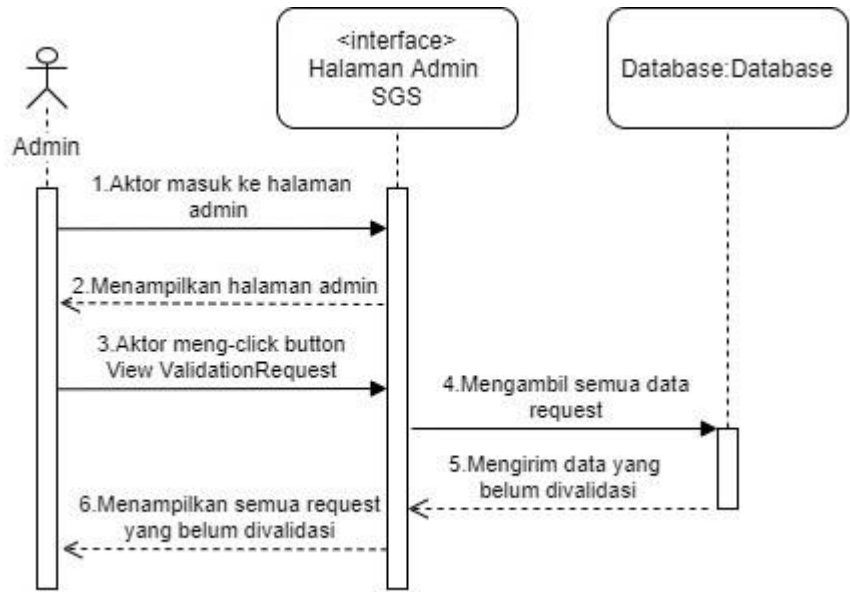 <interface>
Halaman Admin
SGS
Database:Database
Admin
1.Aktor masuk ke halaman
admin
2.Menampilkan halaman admin
3.Aktor meng-click button
View ValidationRequest
4.Mengambil semua data
request
5.Mengirim data yang
belum divalidasi
6.Menampilkan semua request
yang belum divalidasi